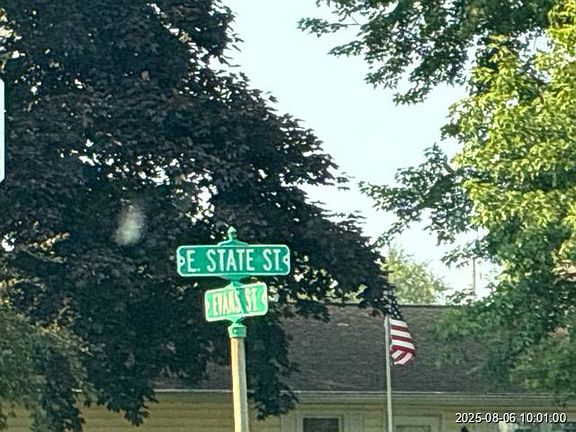 E. STATE ST.
EVANS ST.
2025-08-06 10:01:00